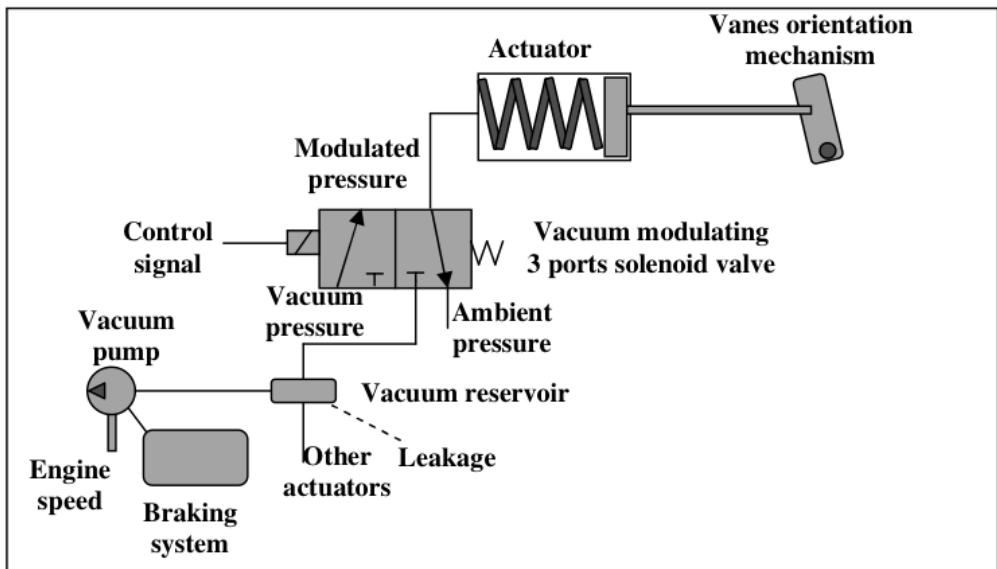 Vanes orientation
mechanism
Actuator
Modulated
pressure
Control
signal
Vacuum modulating
3 ports solenoid valve
Vacuum
pressure
Ambient
pressure
Vacuum
pump
Vacuum reservoir
Engine
speed
Other
actuators
Leakage
Braking
system